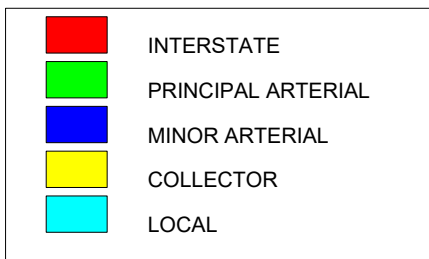 INTERSTATE
PRINCIPAL ARTERIAL
MINOR ARTERIAL
COLLECTOR
LOCAL